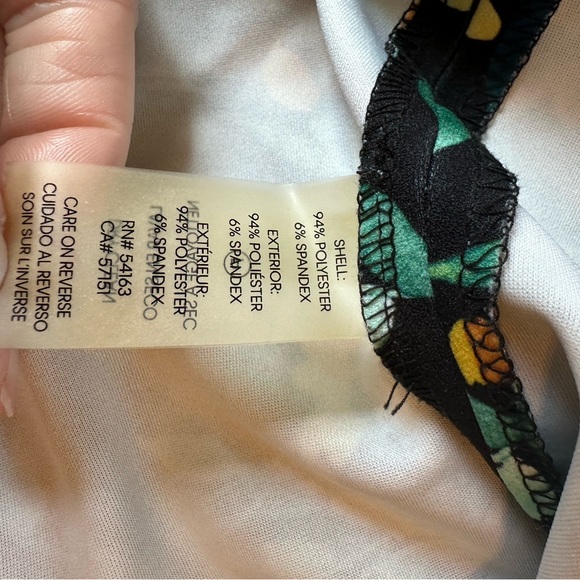 SHELL:
94% POLYESTER
6% SPANDEX
EXTERIOR:
94% POLIÉSTER
6% SPANDEX
EXTÉRIEUR:
94% POLYESTER
6% SPANDEX
RN# 54163
CA# 57151
CARE ON REVERSE
CUIDADO AL REVERSO
SOIN SUR L'INVERSE